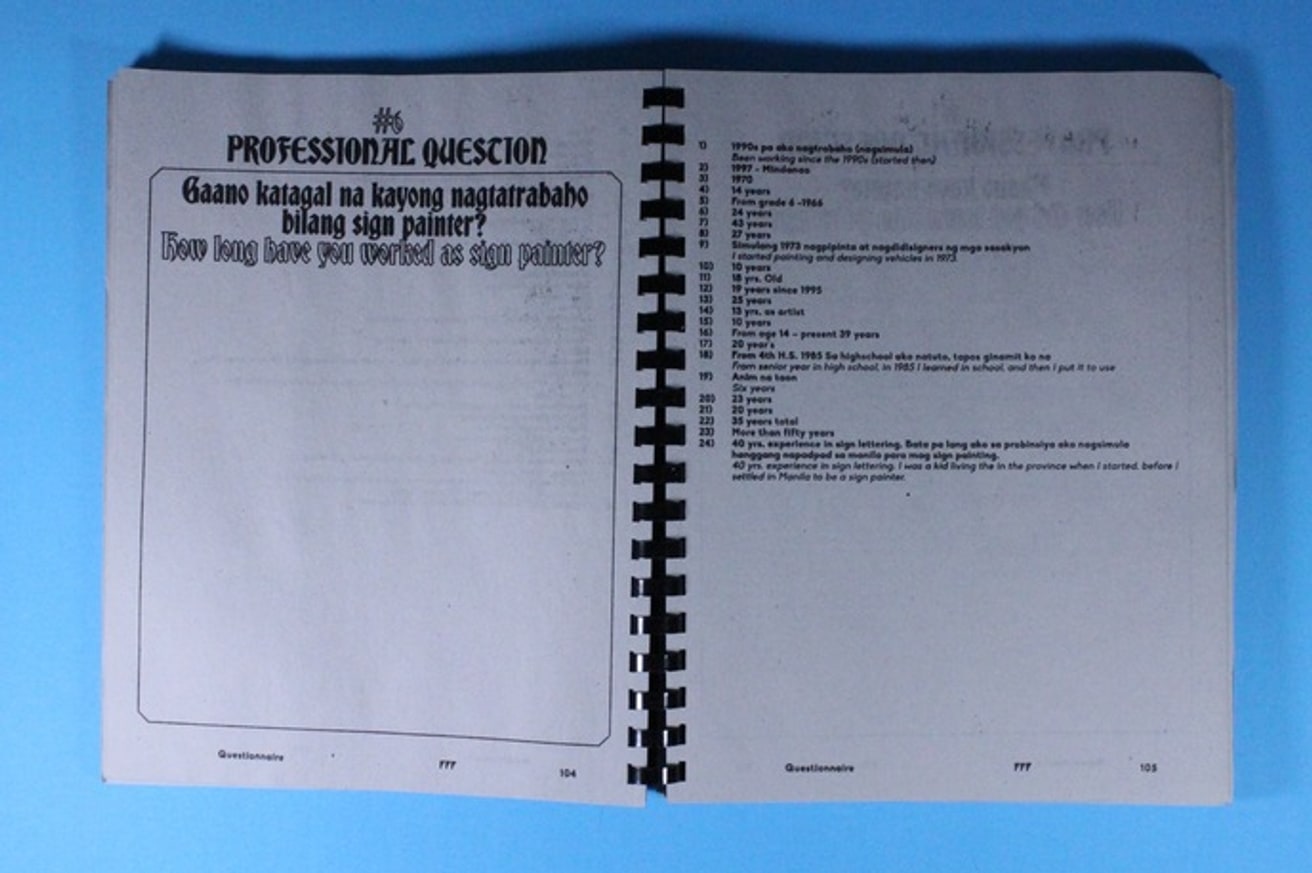 #6
PROFESSIONAL QUESTION
Gaano katagal na kayong nagtatrabaho
bilang sign painter?
How long have you worked as sign painter?
Questionnaire
FFF
104
1) 1990s pa ako nagtrabaho (nagsimula)
Been working since the 1990s (started then)
2) 1997 - Mindanao
3) 1970
4) 14 years
5) From grade 6 -1966
6) 24 years
7) 43 years
8) 27 years
9) Simulang 1973 nagpipinta at nagdidisigners ng mga sasakyan
I started painting and designing vehicles in 1973.
10) 10 years
11) 18 yrs. Old
12) 19 years since 1995
13) 25 years
14) 13 yrs. as artist
15) 10 years
16) From age 14 - present 39 years
17) 20 year's
18) From 4th H.S. 1985 Sa highschool ako natuto, tapos ginamit ko na
From senior year in high school, in 1985 I learned in school, and then I put it to use
19) Anim na taon
Six years
20) 23 years
21) 20 years
22) 35 years total
23) More than fifty years
24) 40 yrs. experience in sign lettering. Bata pa lang ako sa probinsiya ako nagsimula
hanggang napadpad sa manila para mag sign painting.
40 yrs. experience in sign lettering. I was a kid living the in the province when I started, before I
settled in Manila to be a sign painter.
Questionnaire
FFF
105